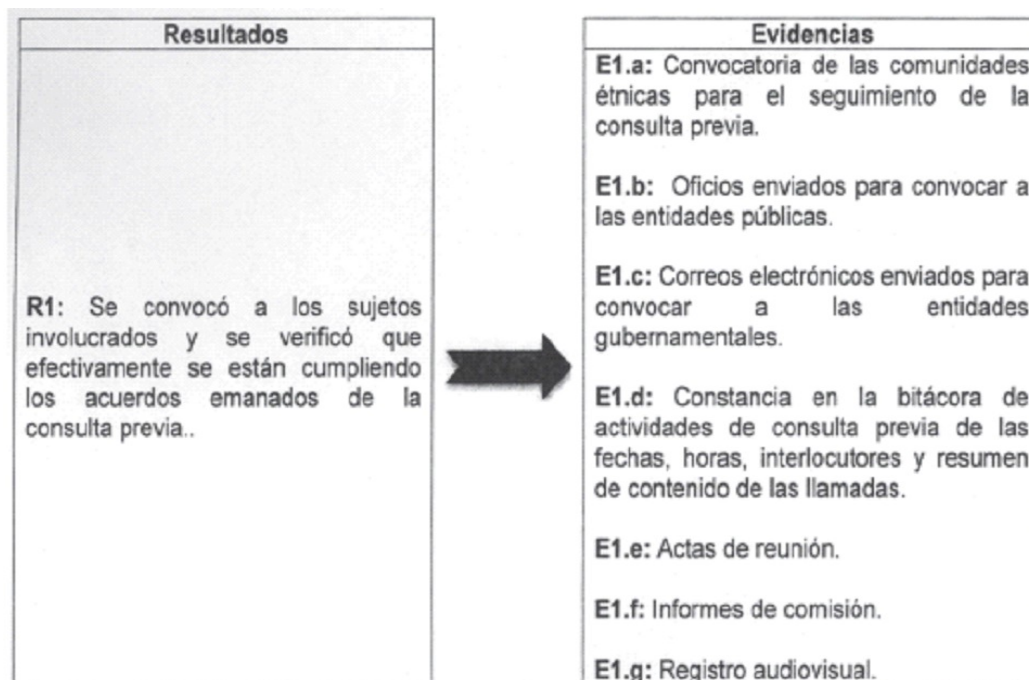 Resultados
R1: Se convocó a los sujetos
involucrados y se verificó que
efectivamente se están cumpliendo
los acuerdos emanados de la
consulta previa..
Evidencias
E1.a: Convocatoria de las comunidades
étnicas para el seguimiento de la
consulta previa.
E1.b: Oficios enviados para convocar a
las entidades públicas.
E1.c: Correos electrónicos enviados para
convocar a las entidades
gubernamentales.
E1.d: Constancia en la bitácora de
actividades de consulta previa de las
fechas, horas, interlocutores y resumen
de contenido de las llamadas.
E1.e: Actas de reunión.
E1.f: Informes de comisión.
E1.g: Registro audiovisual.